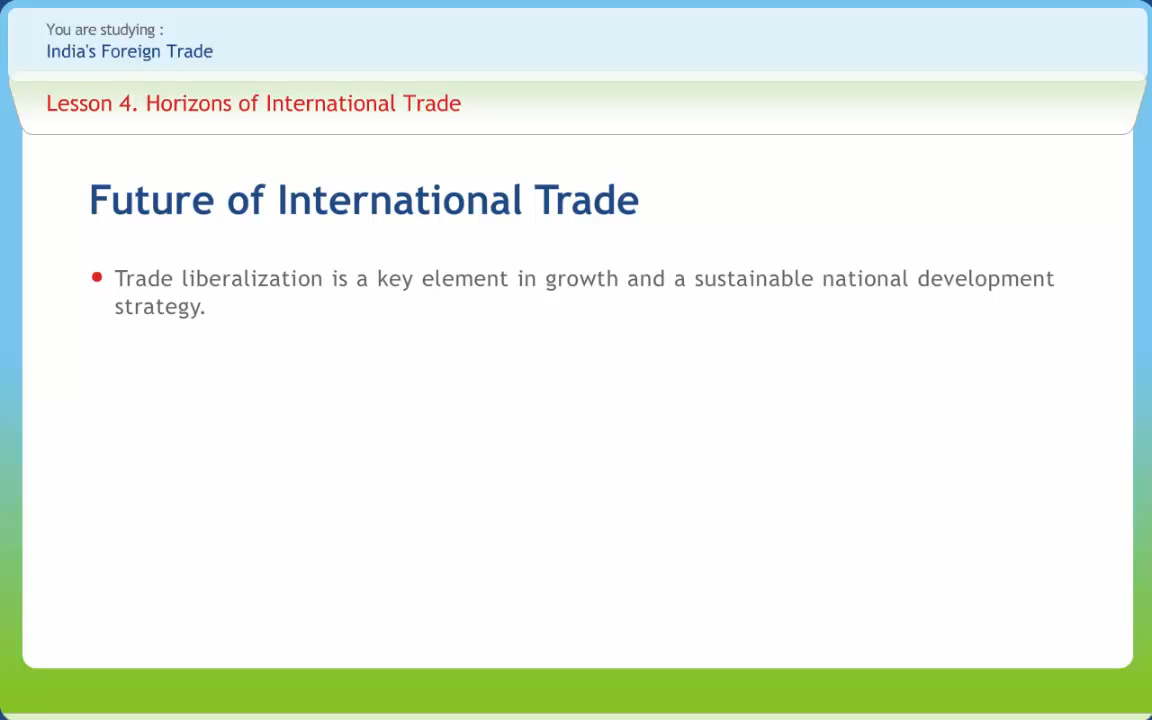 You are studying :
India's Foreign Trade
Lesson 4. Horizons of International Trade
Future of International Trade
• Trade liberalization is a key element in growth and a sustainable national development
strategy.